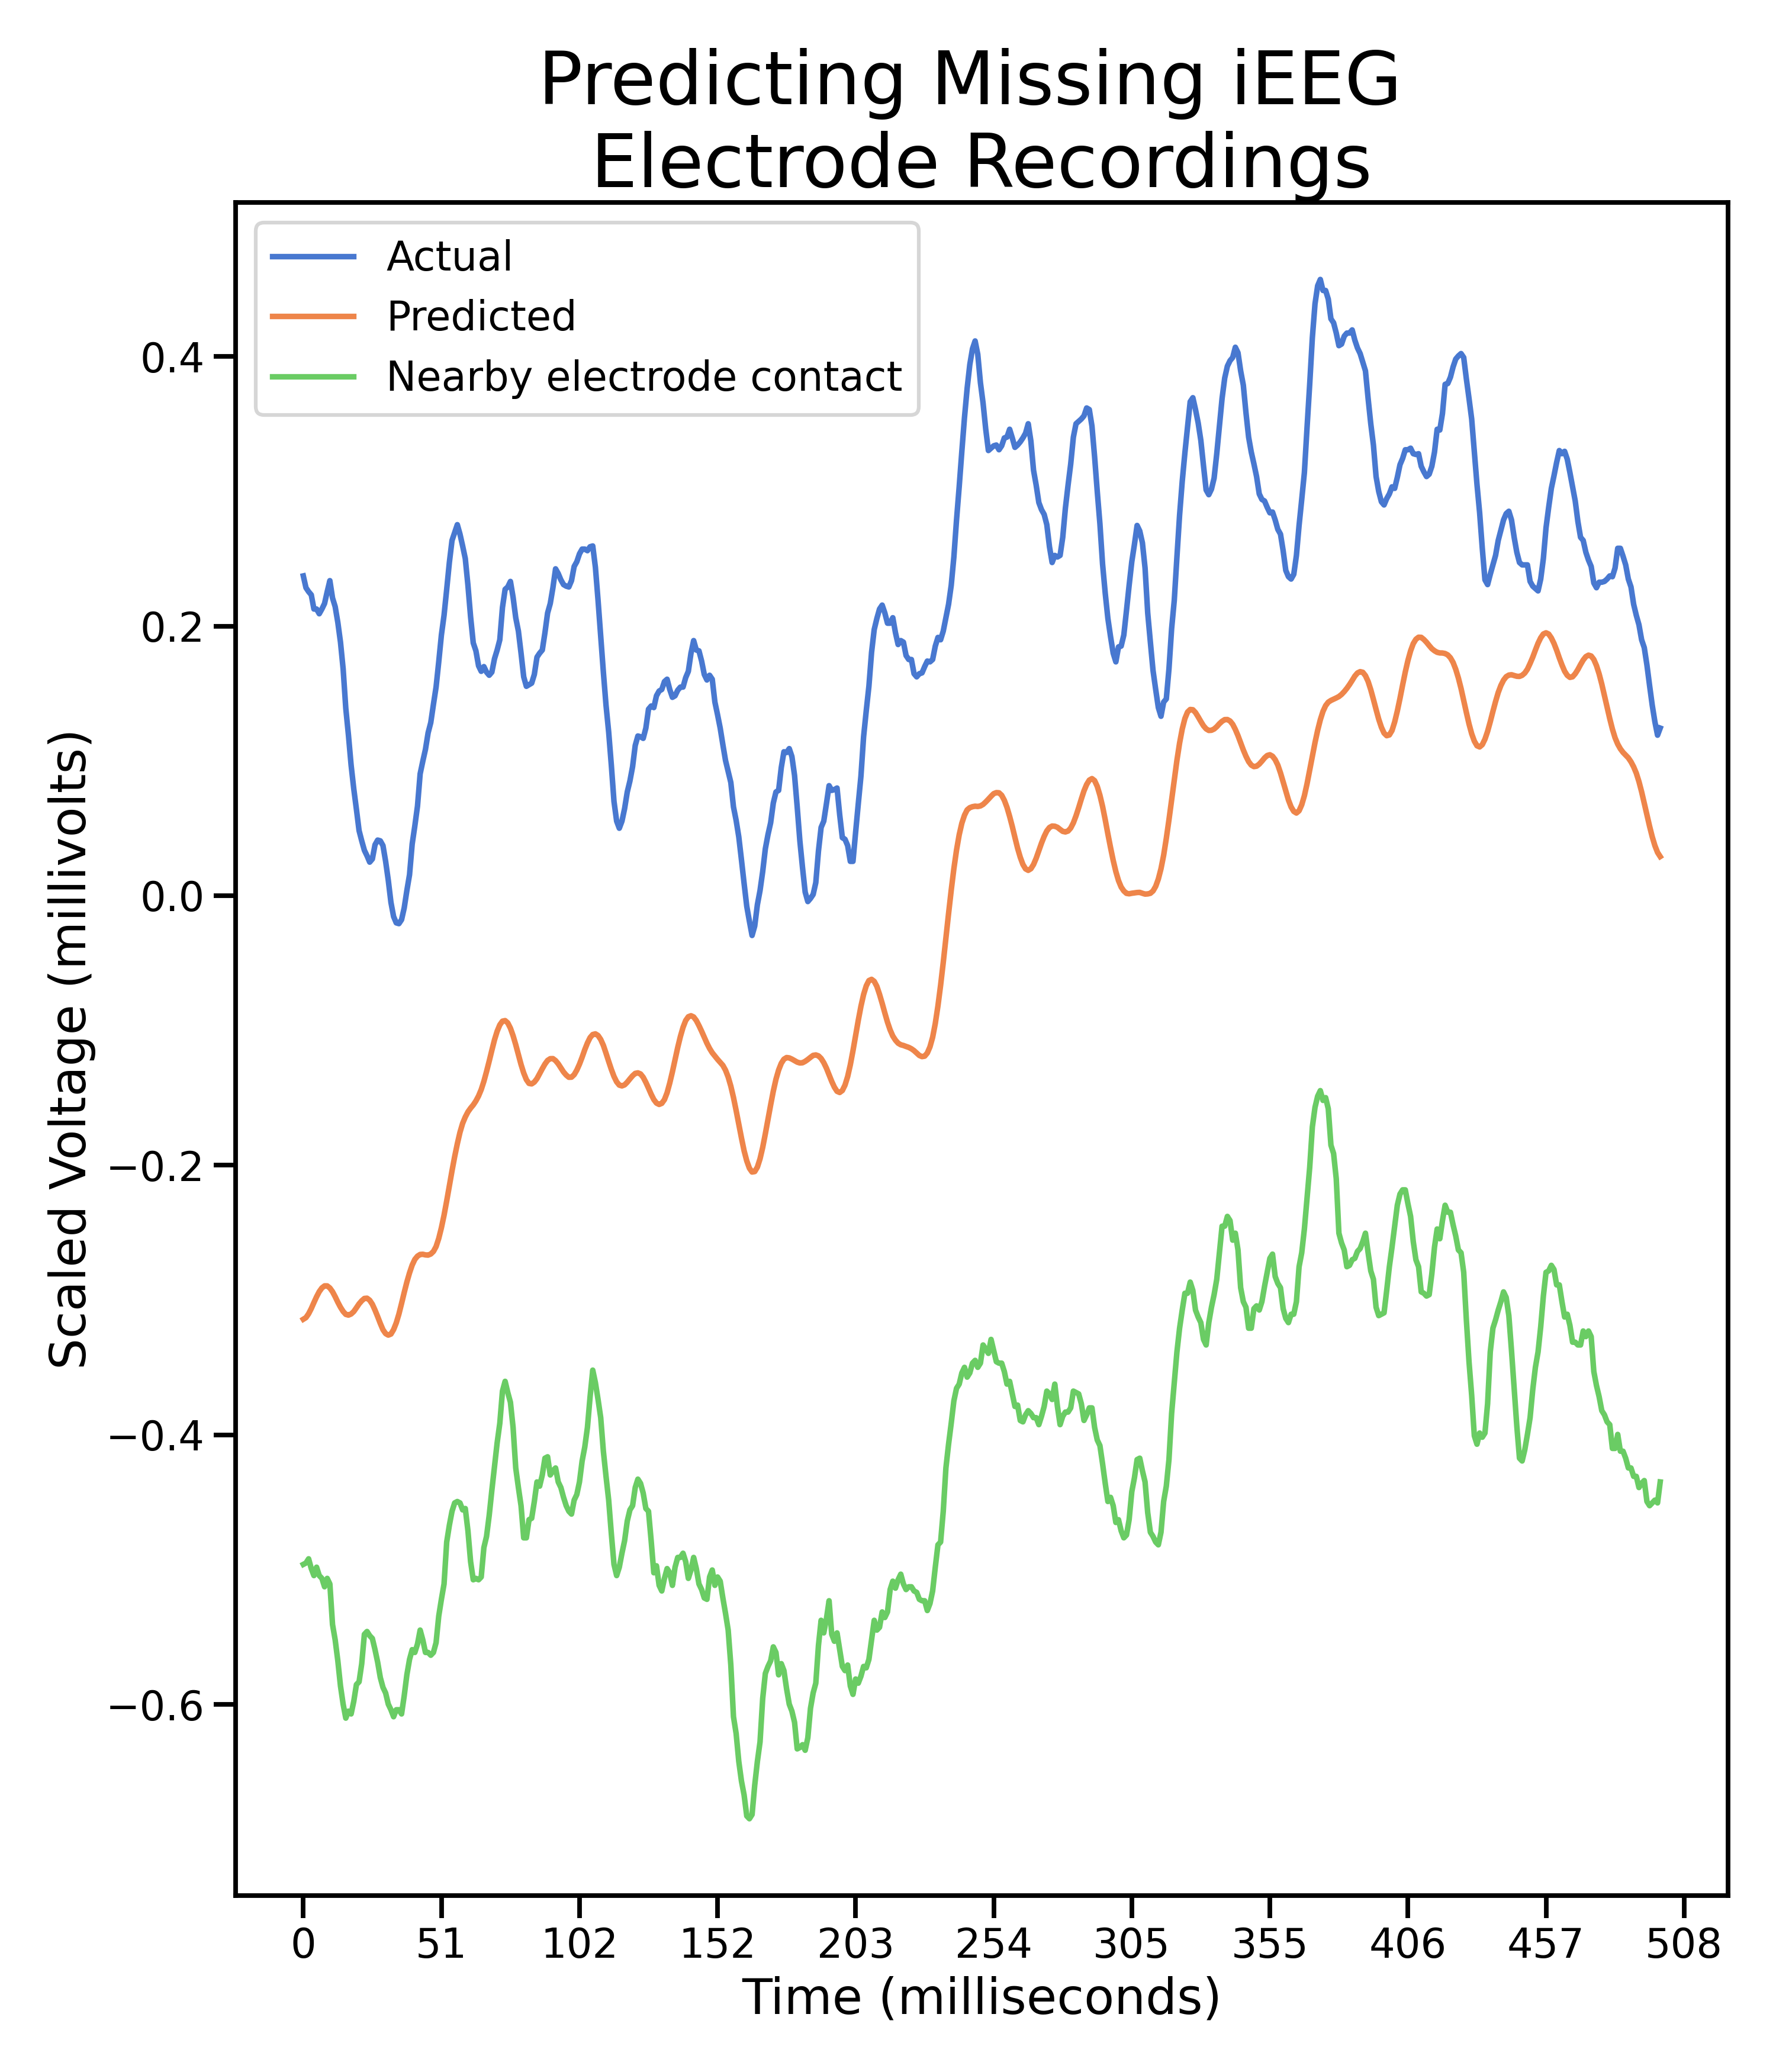 Predicting Missing iEEG
Electrode Recordings
Actual
Predicted
Nearby electrode contact
Scaled Voltage (millivolts)
0.4
0.2
0.0
−0.2
−0.4
−0.6
0 51 102 152 203 254 305 355 406 457 508
Time (milliseconds)